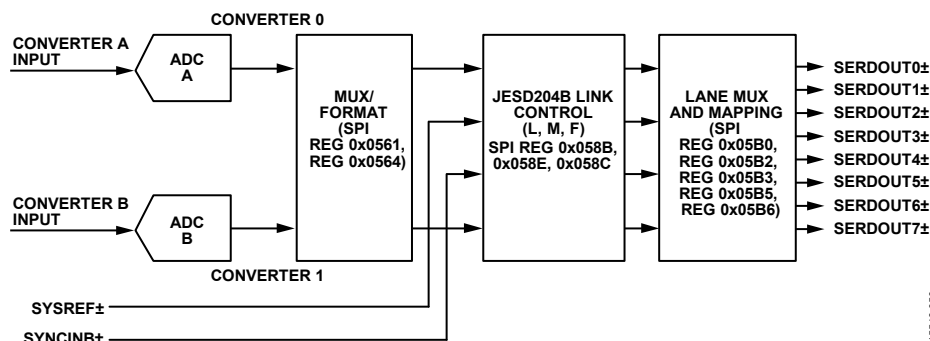 CONVERTER 0
CONVERTER A
INPUT
ADC
A
MUX/
FORMAT
(SPI
REG 0x0561,
REG 0x0564)
JESD204B LINK
CONTROL
(L, M, F)
SPI REG 0x058B,
0x058E, 0x058C
LANE MUX
AND MAPPING
(SPI
REG 0x05B0,
REG 0x05B2,
REG 0x05B3,
REG 0x05B5,
REG 0x05B6)
SERDOUT0±
SERDOUT1±
SERDOUT2±
SERDOUT3±
SERDOUT4±
SERDOUT5±
SERDOUT6±
SERDOUT7±
CONVERTER B
INPUT
ADC
B
CONVERTER 1
SYSREF±
SYNCINB±